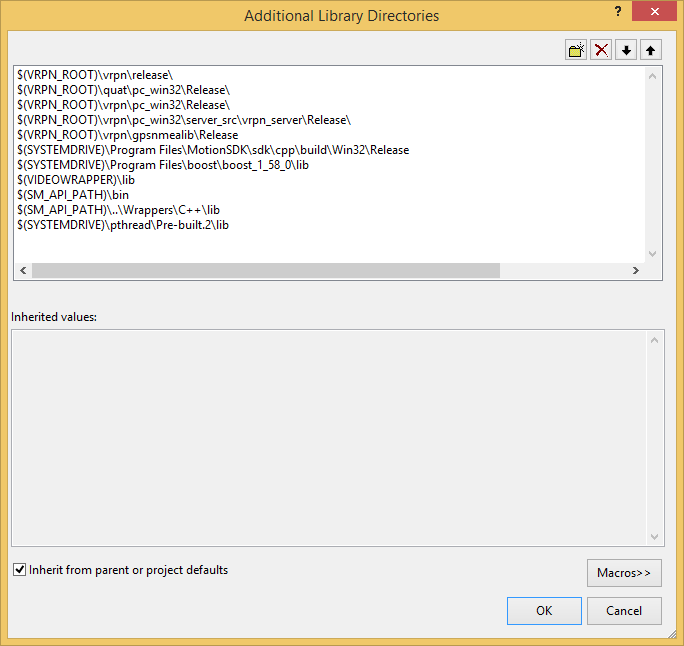 Additional Library Directories
?
$(VRPN_ROOT)\vrpn\release\
$(VRPN_ROOT)\quat\pc_win32\Release\
$(VRPN_ROOT)\vrpn\pc_win32\Release\
$(VRPN_ROOT)\vrpn\pc_win32\server_src\vrpn_server\Release\
$(VRPN_ROOT)\vrpn\gpsnmealib\Release
$(SYSTEMDRIVE)\Program Files\MotionSDK\sdk\cpp\build\Win32\Release
$(SYSTEMDRIVE)\Program Files\boost\boost_1_58_0\lib
$(VIDEOWRAPPER)\lib
$(SM_API_PATH)\bin
$(SM_API_PATH)\..\Wrappers\C++\lib
$(SYSTEMDRIVE)\pthread\Pre-built.2\lib
Inherited values:
Inherit from parent or project defaults
Macros>>
OK
Cancel